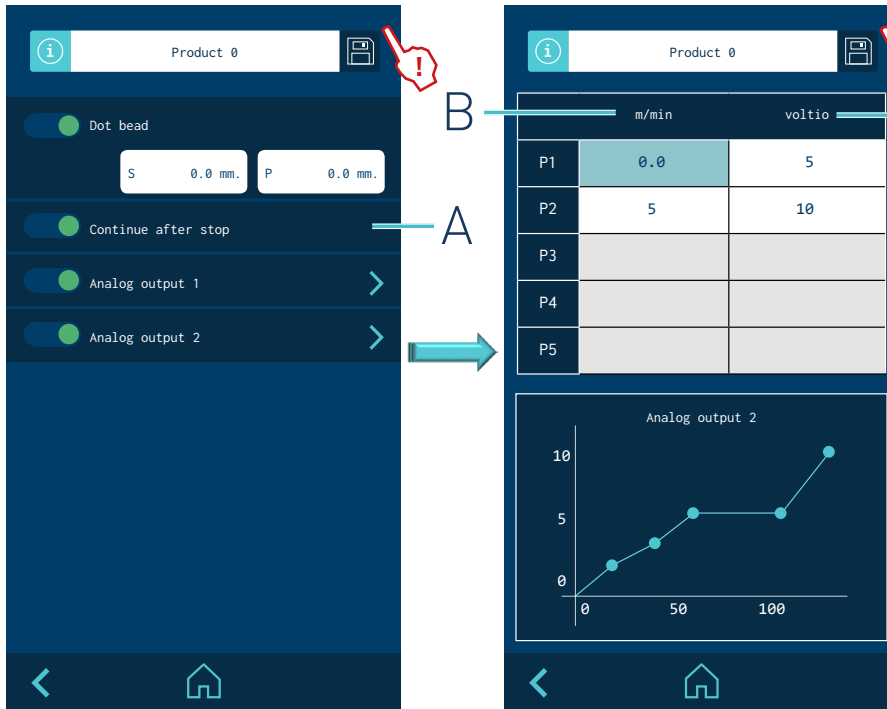 i Product 0
!
Dot bead
S 0.0 mm. P 0.0 mm.
Continue after stop
A
Analog output 1
Analog output 2
i Product 0
B
m/min voltio
P1 0.0 5
P2 5 10
P3
P4
P5
Analog output 2
10
5
0
0 50 100